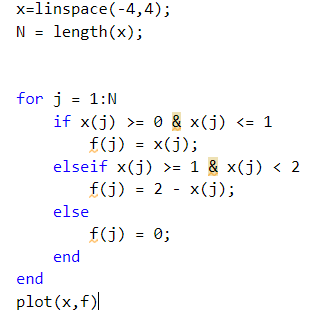 x=linspace(-4,4);
N = length(x);
for j = 1:N
if x(j) >= 0 & x(j) <= 1
f(j) = x(j);
elseif x(j) >= 1 & x(j) < 2
f(j) = 2 - x(j);
else
f(j) = 0;
end
end
plot(x,f)